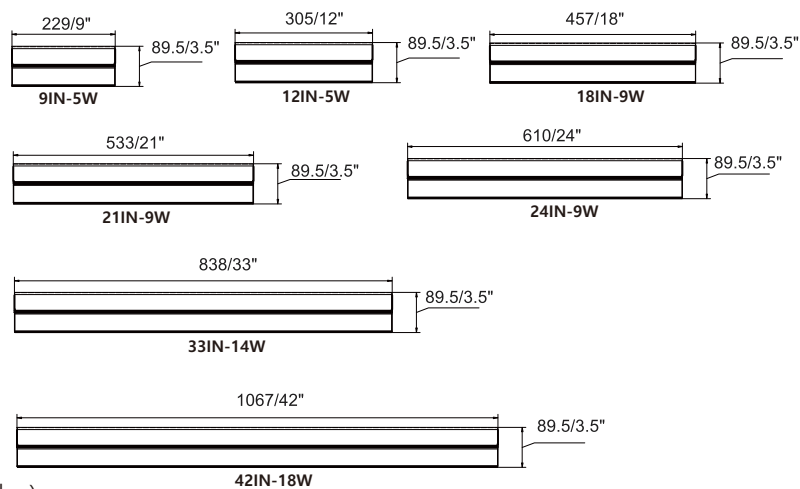 229/9"
89.5/3.5"
9IN-5W
305/12"
89.5/3.5"
12IN-5W
457/18"
89.5/3.5"
18IN-9W
533/21"
89.5/3.5"
21IN-9W
610/24"
89.5/3.5"
24IN-9W
838/33"
89.5/3.5"
33IN-14W
1067/42"
89.5/3.5"
42IN-18W